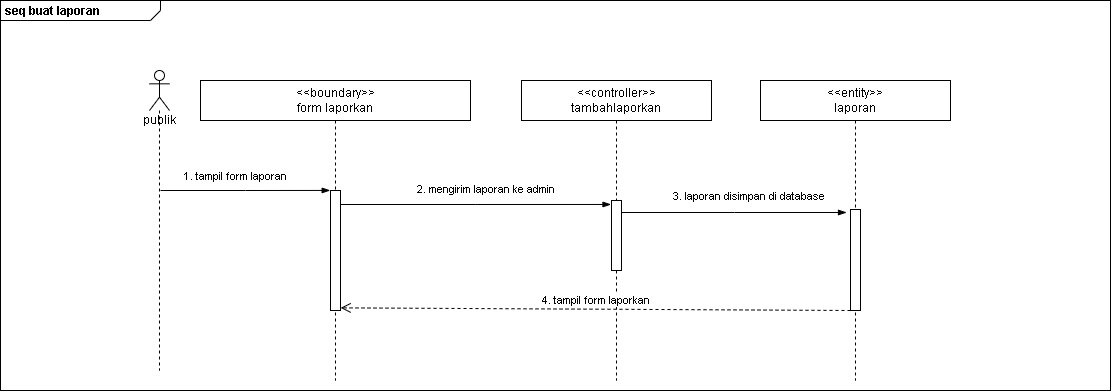 seq buat laporan
<<boundary>>
form laporkan
<<controller>>
tambahlaporkan
<<entity>>
laporan
publik
1. tampil form laporan
2. mengirim laporan ke admin
3. laporan disimpan di database
4. tampil form laporkan